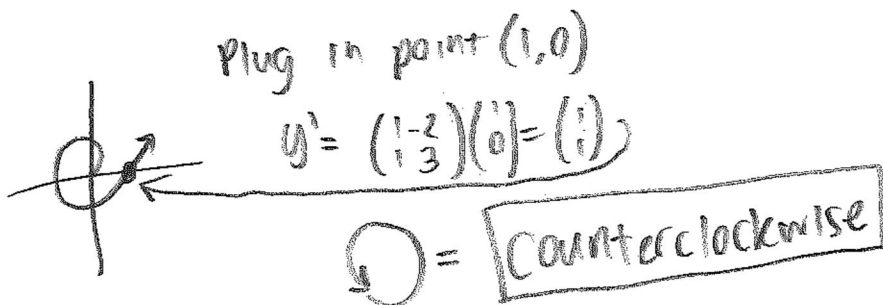 Plug in point (1,0)
y' = (1 -2
1 3)(1
0) = (1
1)
= Counterclockwise